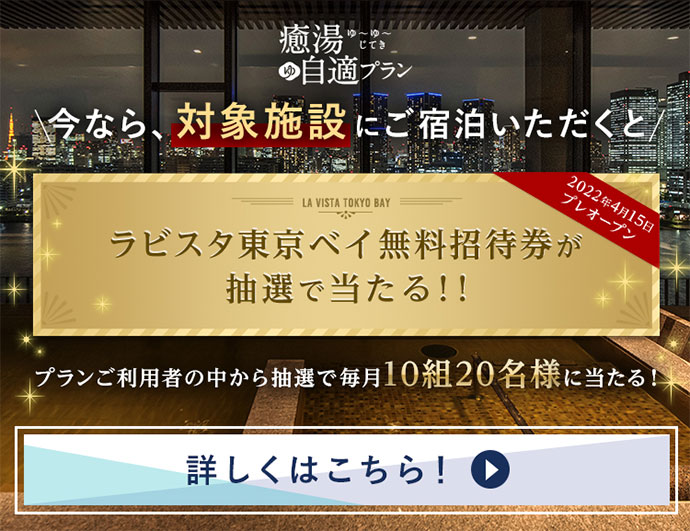 癒湯
ゆ〜ゆ〜
じてき
ゆ自適プラン
\今なら、対象施設にご宿泊いただくと/
2022年4月15日
プレオープン
LA VISTA TOKYO BAY
ラビスタ東京ベイ無料招待券が
抽選で当たる!!
プランご利用者の中から抽選で毎月10組20名様に当たる!
詳しくはこちら!